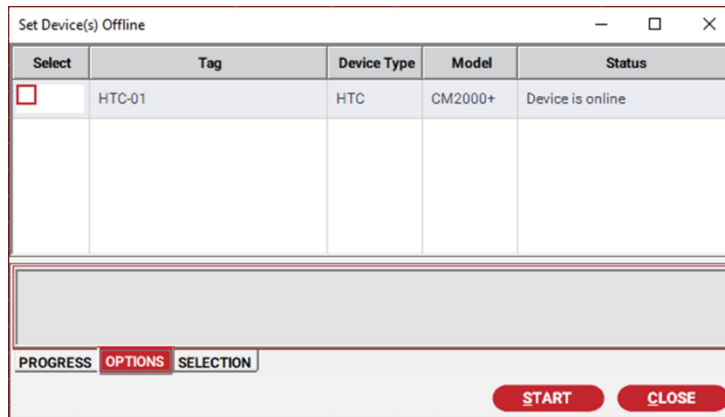 Set Device(s) Offline
Select Tag Device Type Model Status
HTC-01 HTC CM2000+ Device is online
PROGRESS OPTIONS SELECTION
START CLOSE